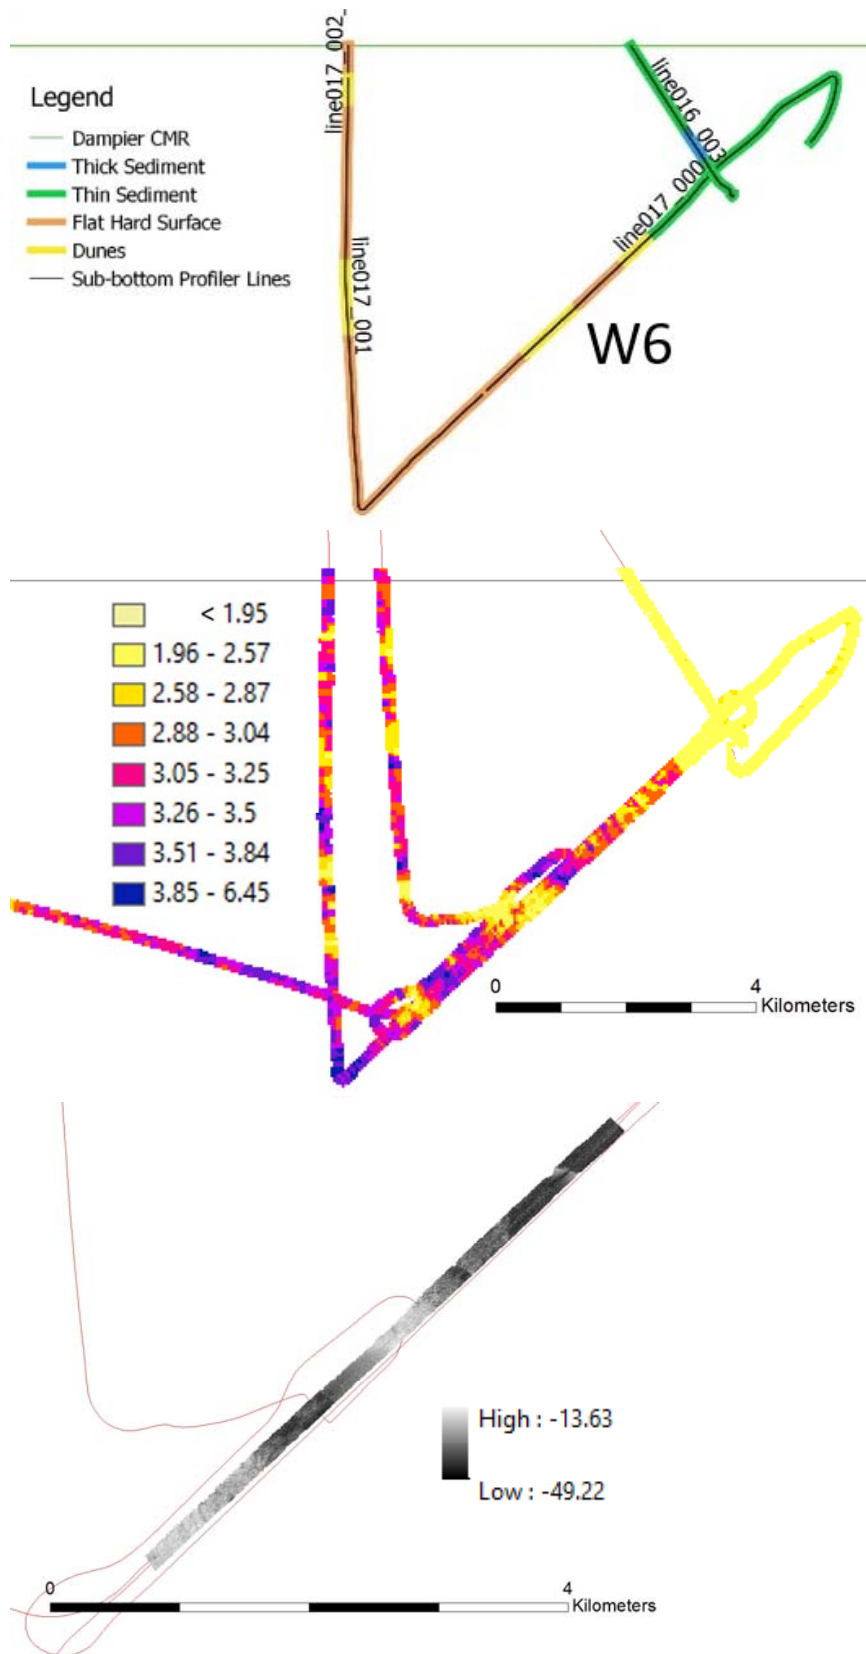 line017_002_
Legend
Dampier CMR
Thick Sediment
Thin Sediment
Flat Hard Surface
Dunes
Sub-bottom Profiler Lines
line016_003
line017_000
line017_001
W6
< 1.95
1.96 - 2.57
2.58 - 2.87
2.88 - 3.04
3.05 - 3.25
3.26 - 3.5
3.51 - 3.84
3.85 - 6.45
0 4
Kilometers
High : -13.63
Low : -49.22
0 4
Kilometers